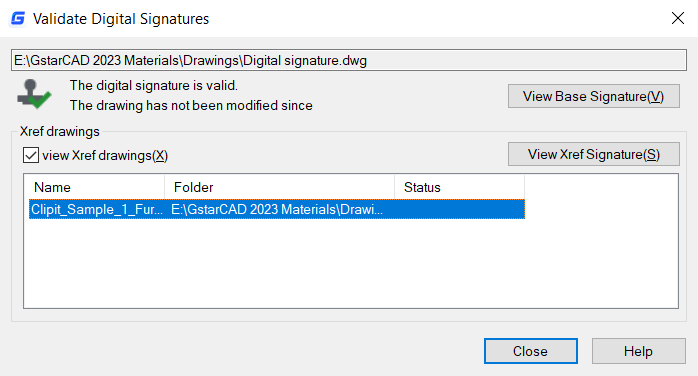 Validate Digital Signatures
E:\GstarCAD 2023 Materials\Drawings\Digital signature.dwg
The digital signature is valid.
The drawing has not been modified since
View Base Signature(V)
Xref drawings
view Xref drawings(X)
View Xref Signature(S)
Name Folder Status
Clipit_Sample_1_Fur... E:\GstarCAD 2023 Materials\Drawi...
Close Help